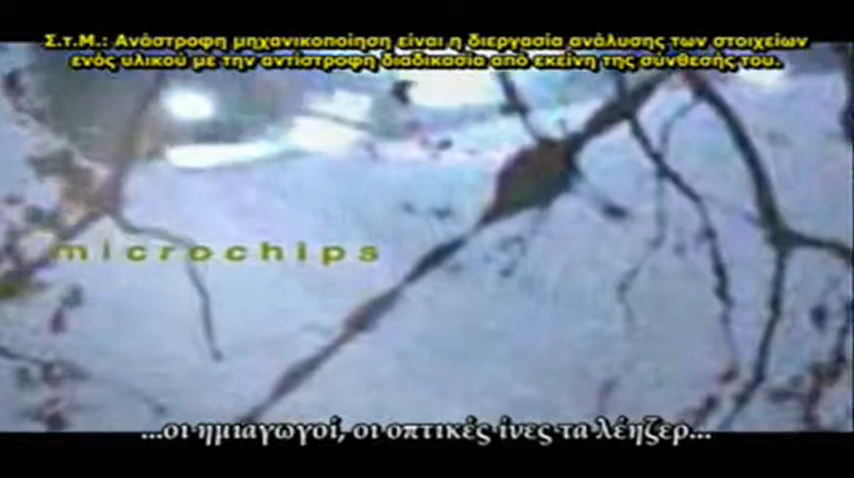 Σ.τ.Μ.: Ανάστροφη μηχανικοποίηση είναι η διεργασία ανάλυσης των στοιχείων
ενός υλικού με την αντίστροφη διαδικασία από εκείνη της σύνθεσής του.
microchips
...οι ημιαγωγοί, οι οπτικές ίνες τα λέηζερ...